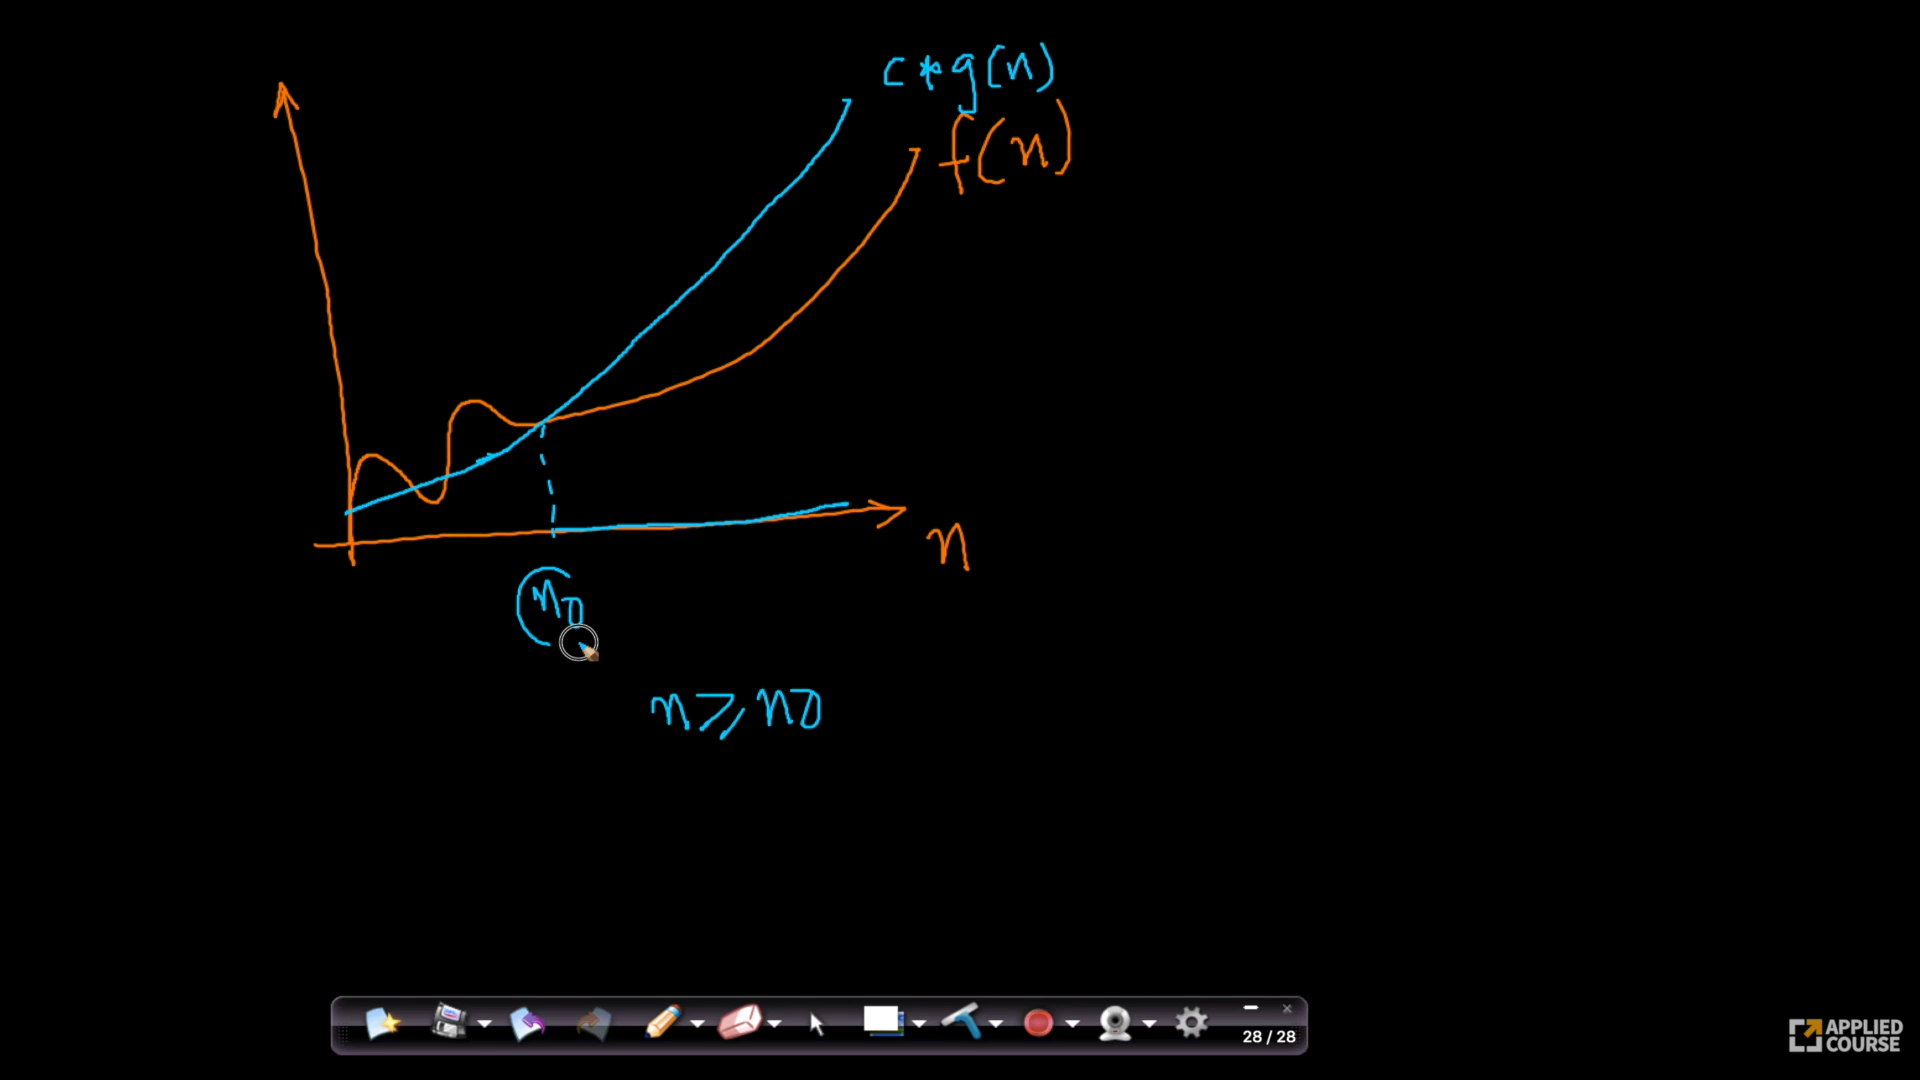 c*g(n)
f(n)
n
n0
n≥n0
28 / 28
APPLIED
COURSE